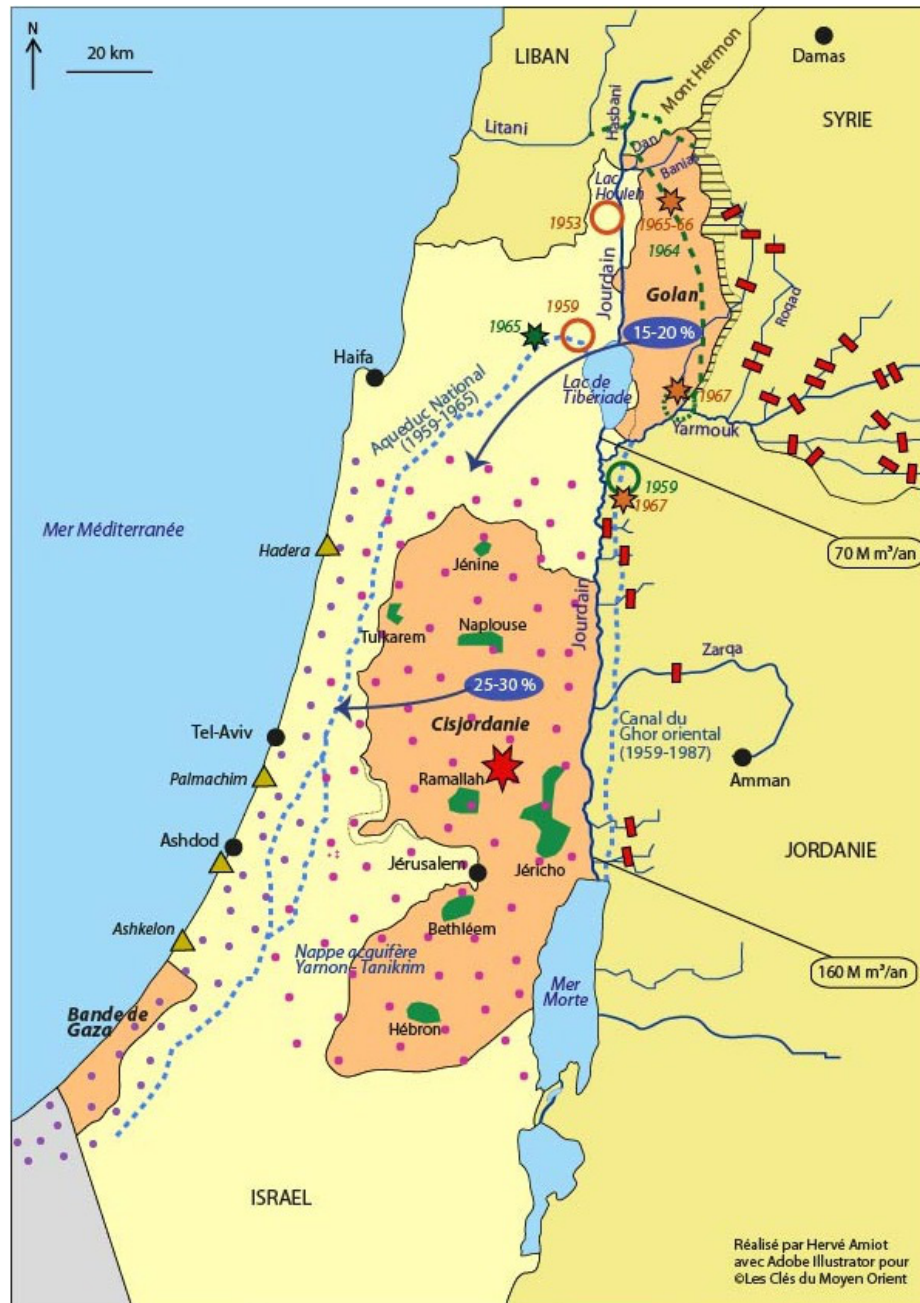 N
20 km
LIBAN
Damas
SYRIE
Mont Hermon
Hasbani
Litani
Dan
Banias
Lac
Houleh
1953
1965-66
1964
Jourdain
Golan
Roqad
1959
1965
15-20 %
Haifa
Lac de
Tibériade
1967
Yarmouk
Aqueduc National
(1959-1965)
1959
1967
Mer Méditerranée
Hadera
70 M m³/an
Jénine
Jourdain
Tulkarem
Naplouse
Zarqa
25-30 %
Cisjordanie
Canal du
Ghor oriental
(1959-1987)
Tel-Aviv
Amman
Palmachim
Ramallah
Ashdod
Jérusalem
Jéricho
JORDANIE
Ashkelon
Bethléem
Nappe acquifère
Yarnon - Tanikrim
160 M m³/an
Mer
Morte
Bande de
Gaza
Hébron
ISRAEL
Réalisé par Hervé Amiot
avec Adobe Illustrator pour
©Les Clés du Moyen Orient